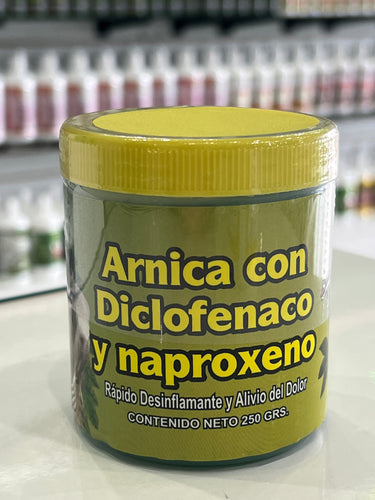 Arnica con
Diclofenaco
y naproxeno
Rápido Desinflamante y Alivio del Dolor
CONTENIDO NETO 250 GRS.